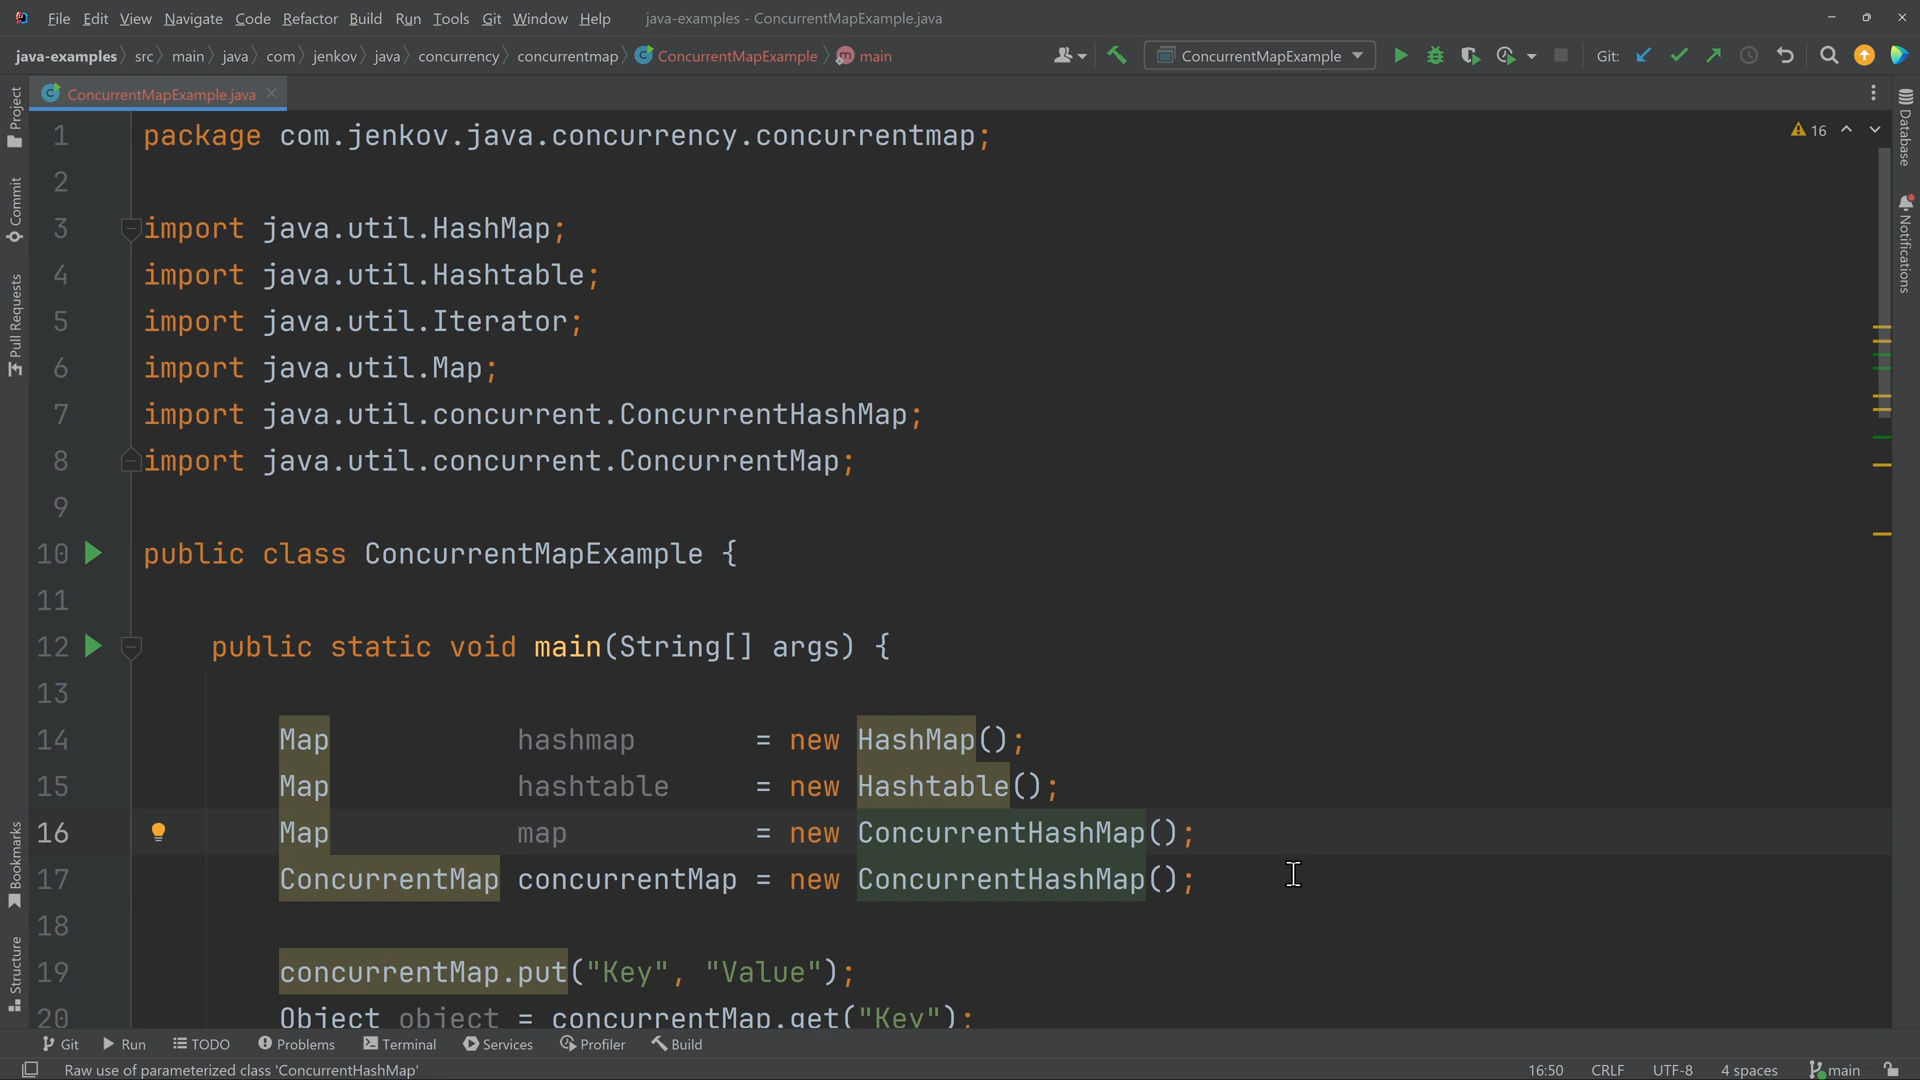 File Edit View Navigate Code Refactor Build Run Tools Git Window Help java-examples - ConcurrentMapExample.java
java-examples src main java com jenkov java concurrency concurrentmap ConcurrentMapExample main ConcurrentMapExample Git:
ConcurrentMapExample.java
Project
Commit
Pull Requests
Bookmarks
Structure
Database
Notifications
16
1 package com.jenkov.java.concurrency.concurrentmap;
2
3 import java.util.HashMap;
4 import java.util.Hashtable;
5 import java.util.Iterator;
6 import java.util.Map;
7 import java.util.concurrent.ConcurrentHashMap;
8 import java.util.concurrent.ConcurrentMap;
9
10 public class ConcurrentMapExample {
11
12 public static void main(String[] args) {
13
14 Map hashmap = new HashMap();
15 Map hashtable = new Hashtable();
16 Map map = new ConcurrentHashMap();
17 ConcurrentMap concurrentMap = new ConcurrentHashMap();
18
19 concurrentMap.put("Key", "Value");
20 Object object = concurrentMap.get("Key");
Git Run TODO Problems Terminal Services Profiler Build
Raw use of parameterized class 'ConcurrentHashMap' 16:50 CRLF UTF-8 4 spaces main